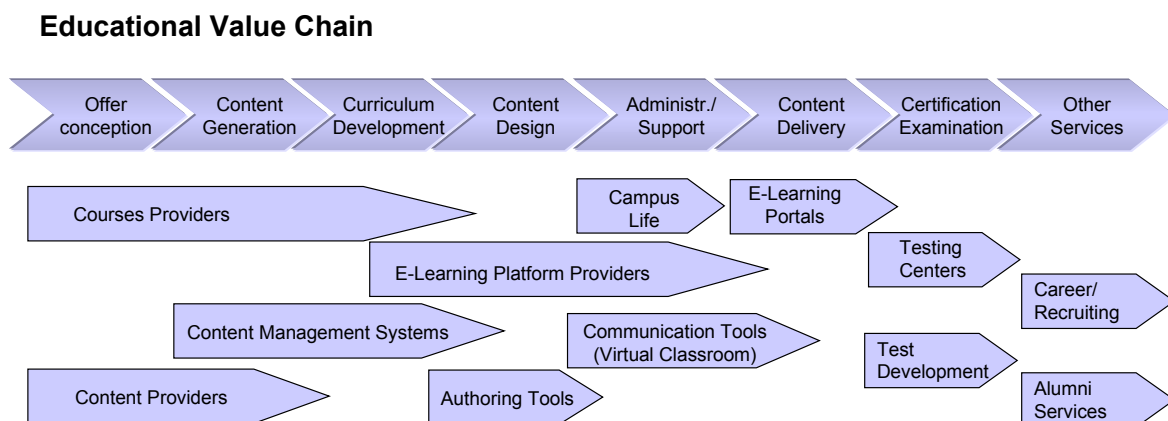 Educational Value Chain
Offer
conception
Content
Generation
Curriculum
Development
Content
Design
Administr./
Support
Content
Delivery
Certification
Examination
Other
Services
Courses Providers
Campus
Life
E-Learning
Portals
E-Learning Platform Providers
Testing
Centers
Career/
Recruiting
Content Management Systems
Communication Tools
(Virtual Classroom)
Test
Development
Content Providers
Authoring Tools
Alumni
Services